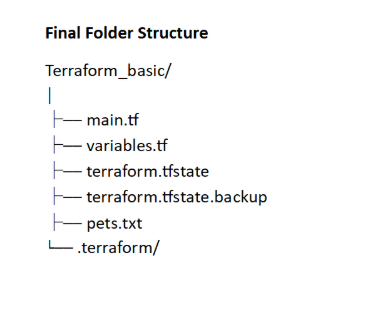 Final Folder Structure
Terraform_basic/
│
├── main.tf
├── variables.tf
├── terraform.tfstate
├── terraform.tfstate.backup
├── pets.txt
└── .terraform/